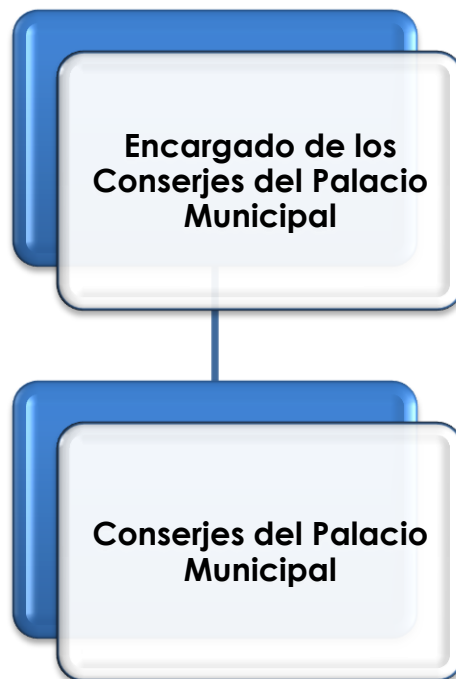 Encargado de los
Conserjes del Palacio
Municipal
Conserjes del Palacio
Municipal